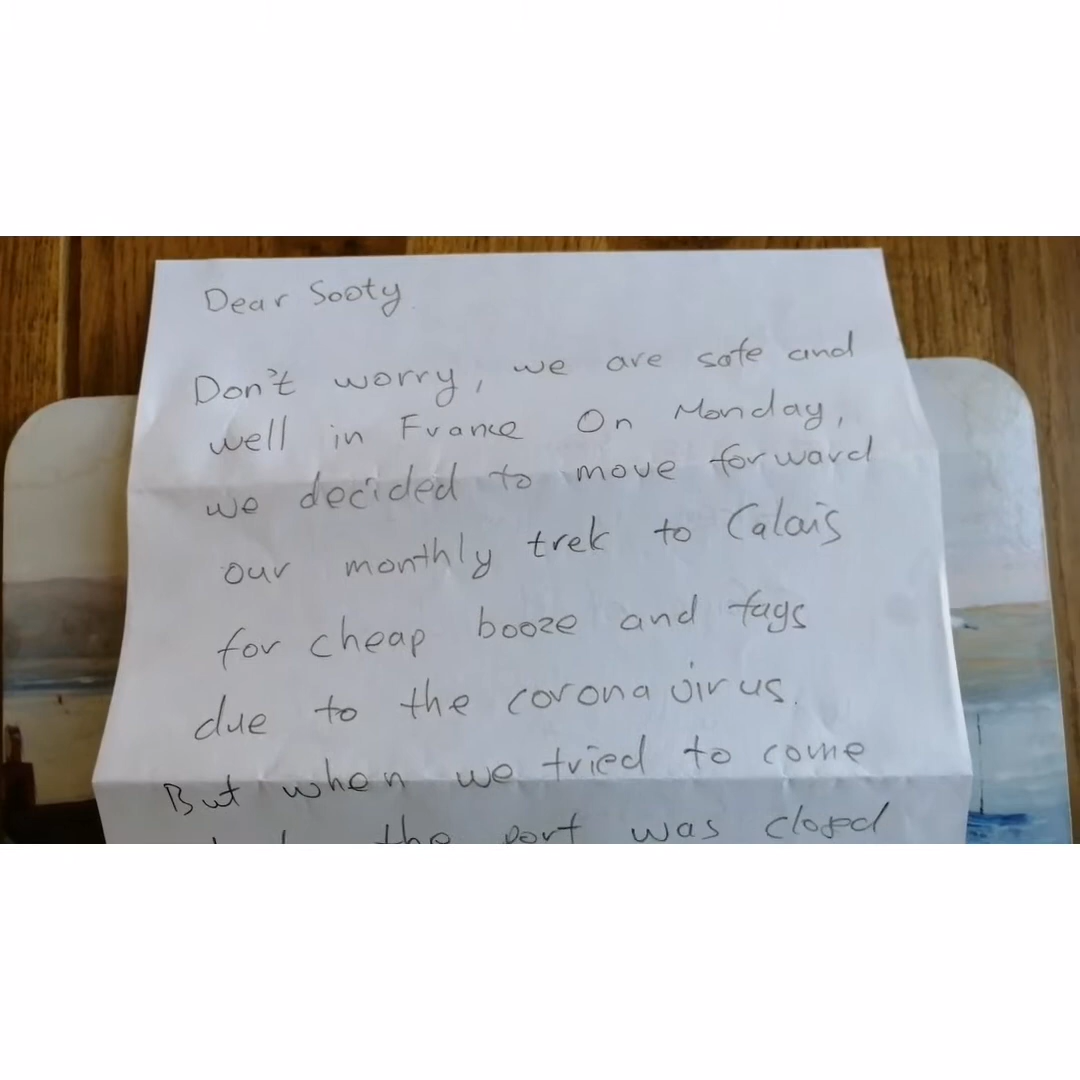 Dear Sooty.
Don't worry, we are safe and
well in France On Monday,
we decided to move forward
our monthly trek to Calais
for cheap booze and fags
due to the corona virus.
But when we tried to come
the port was closed